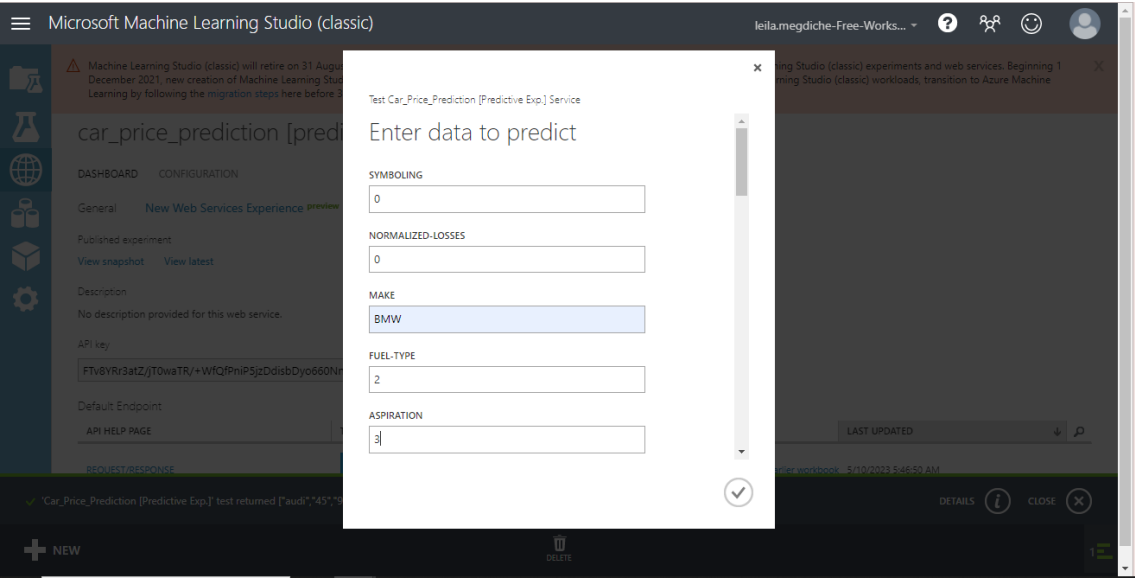 Microsoft Machine Learning Studio (classic)
leila.megdiche-Free-Works...
Machine Learning Studio (classic) will retire on 31 Augu
ning Studio (classic) experiments and web services. Beginning 1
December 2021, new creation of Machine Learning Stud
rning Studio (classic) workloads, transition to Azure Machine
Learning by following the migration steps here before 3
car_price_prediction [predi
DASHBOARD CONFIGURATION
General New Web Services Experience preview
Published experiment
View snapshot View latest
Description
No description provided for this web service.
API key
Default Endpoint
API HELP PAGE
LAST UPDATED
REQUEST/RESPONSE
rlier workbook 5/10/2023 5:46:50 AM
Test Car_Price_Prediction [Predictive Exp.] Service
Enter data to predict
SYMBOLING
0
NORMALIZED-LOSSES
0
MAKE
BMW
FUEL-TYPE
2
ASPIRATION
3
'Car_Price_Prediction [Predictive Exp.]' test returned ["audi","45","9
DETAILS
CLOSE
NEW
DELETE
1